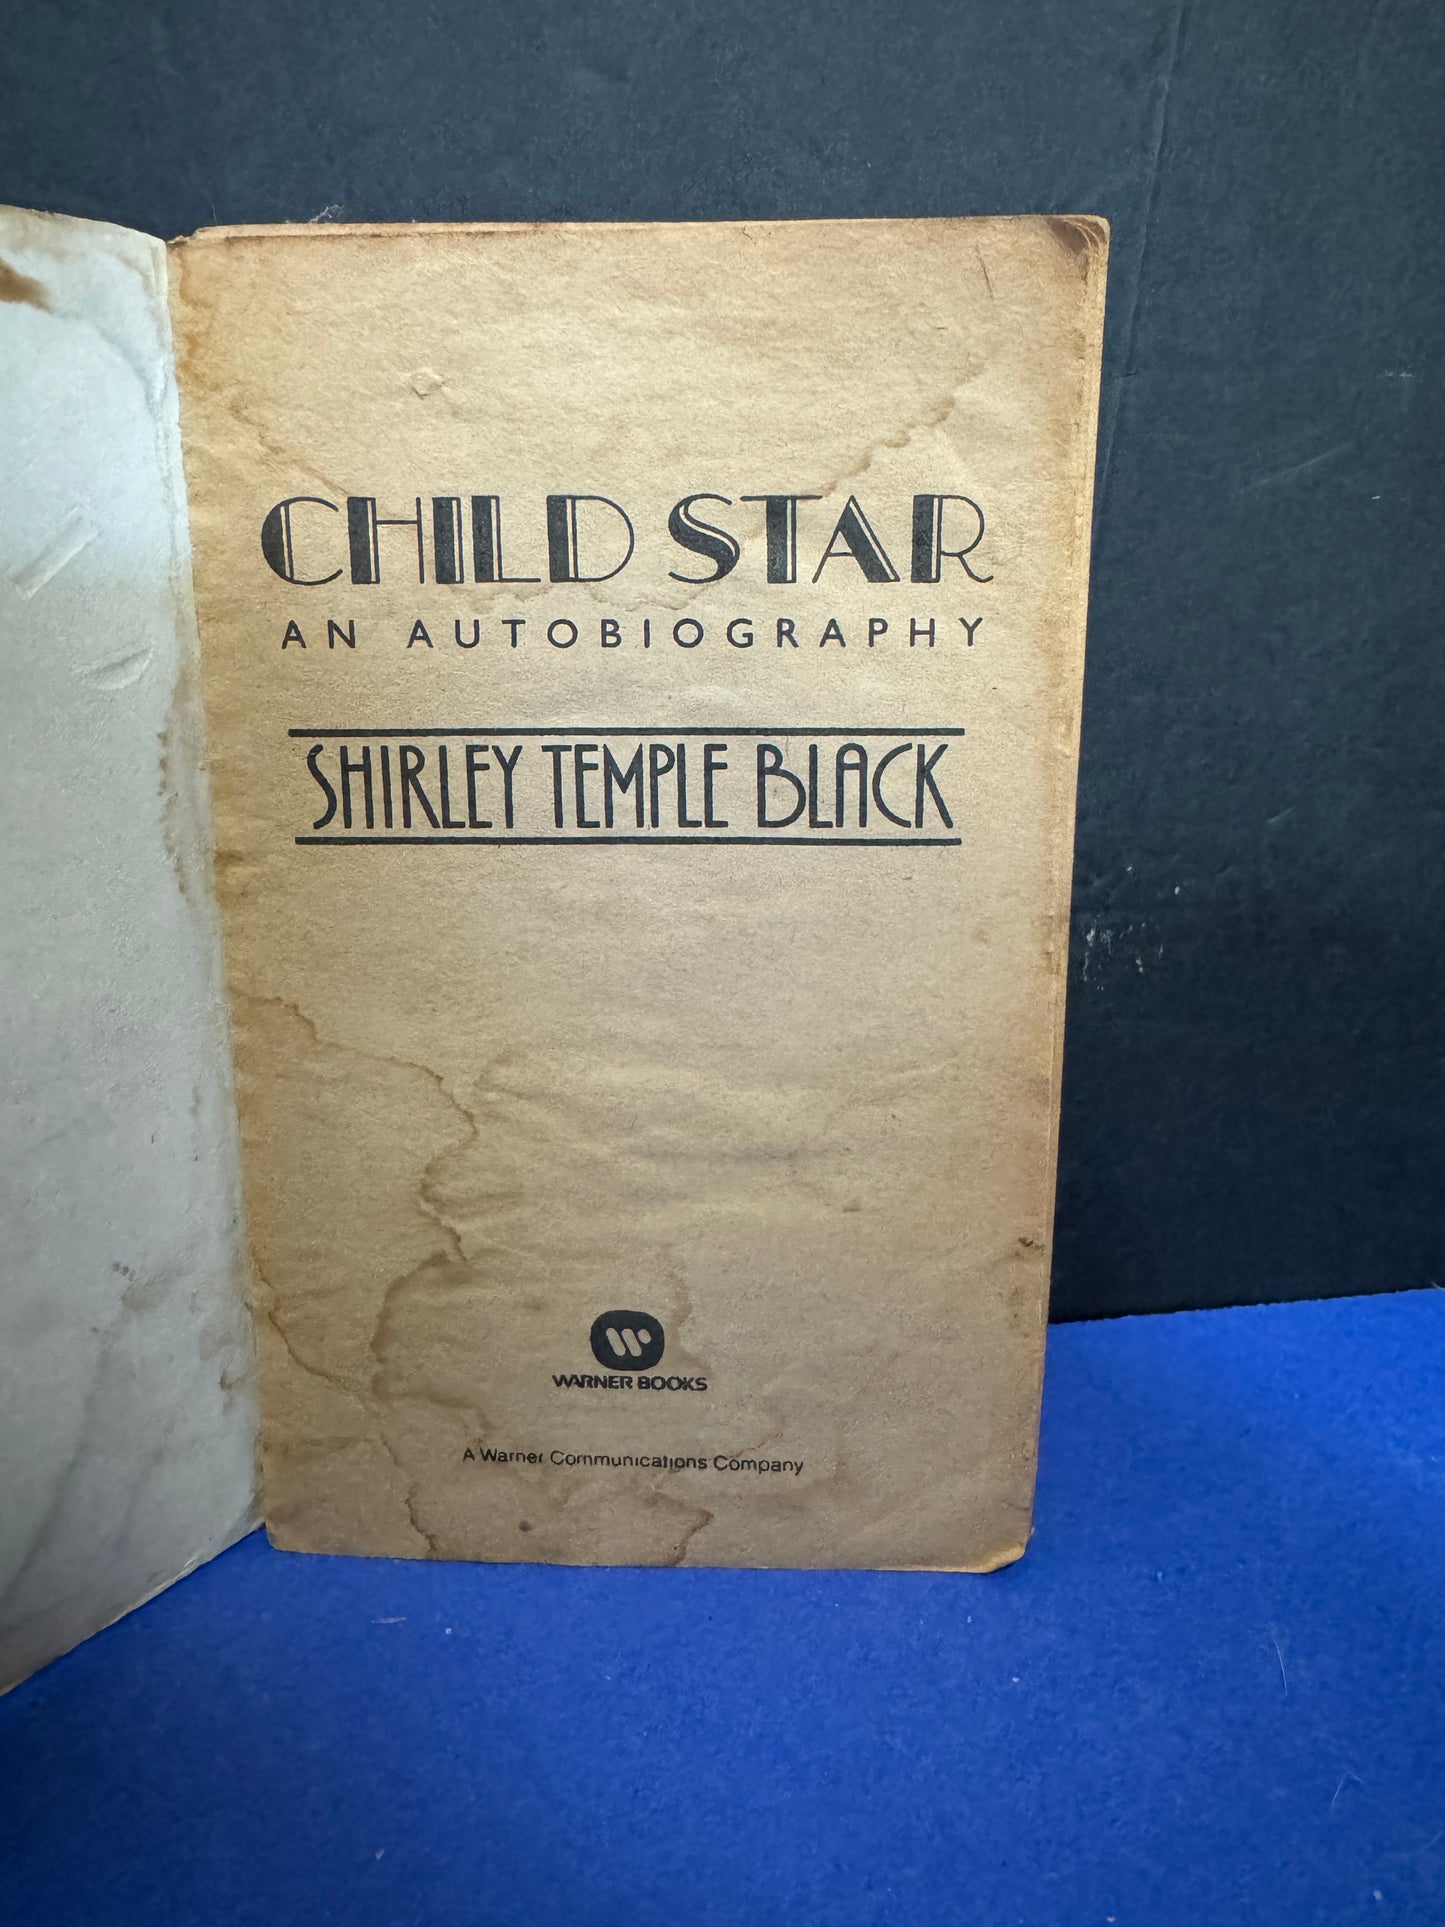 CHILD STAR
AN AUTOBIOGRAPHY
SHIRLEY TEMPLE BLACK
WARNER BOOKS
A Warner Communications Company